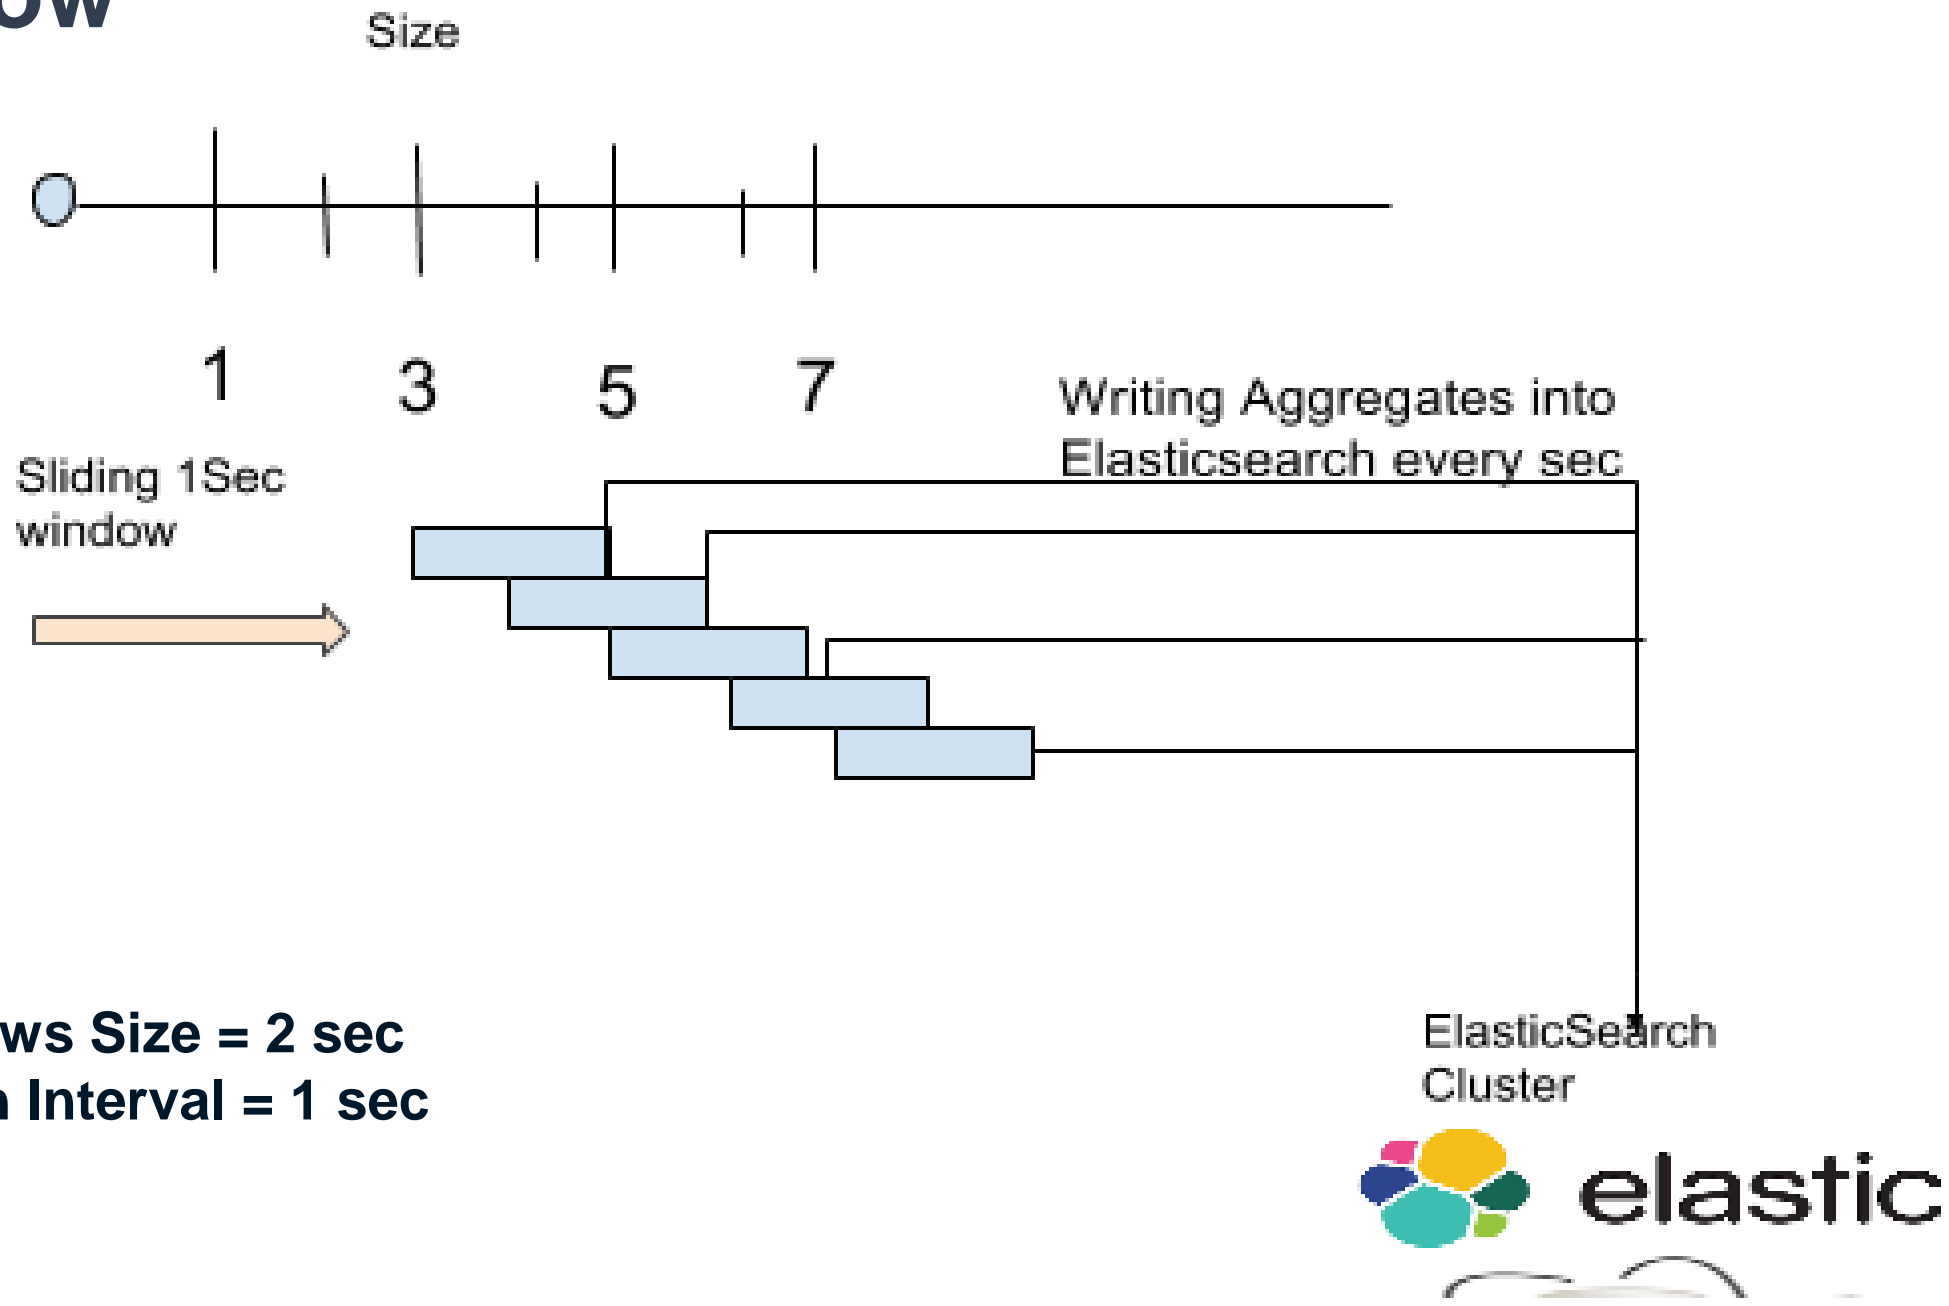 ow
Size
1 3 5 7
Writing Aggregates into
Elasticsearch every sec
Sliding 1Sec
window
ws Size = 2 sec
n Interval = 1 sec
ElasticSearch
Cluster
elastic